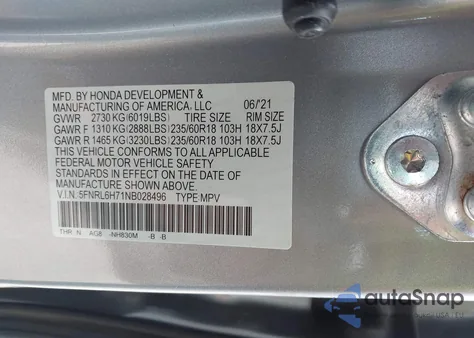 MFD. BY HONDA DEVELOPMENT &
MANUFACTURING OF AMERICA, LLC 06/'21
GVWR 2730 KG(6019LBS) TIRE SIZE RIM SIZE
GAWR F 1310 KG(2888LBS) 235/60R18 103H 18X7.5J
GAWR R 1465 KG(3230LBS) 235/60R18 103H 18X7.5J
THIS VEHICLE CONFORMS TO ALL APPLICABLE
FEDERAL MOTOR VEHICLE SAFETY
STANDARDS IN EFFECT ON THE DATE OF
MANUFACTURE SHOWN ABOVE.
V.I.N. 5FNRL6H71NB028496 TYPE:MPV
THR N AG8 -NH830M -B -B
autoSnap